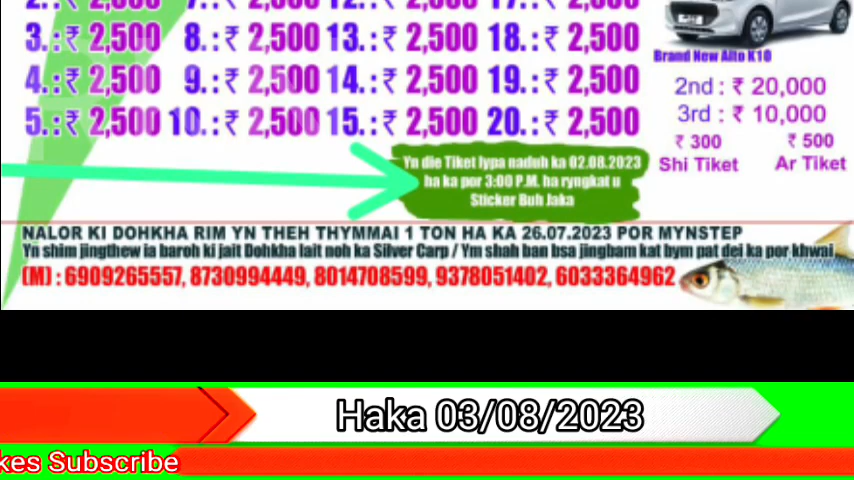 3.:₹ 2,500 8.:₹ 2,500 13.:₹ 2,500 18.:₹ 2,500
4.:₹ 2,500 9.:₹ 2,500 14.:₹ 2,500 19.:₹ 2,500
5.:₹ 2,500 10.:₹ 2,500 15.:₹ 2,500 20.:₹ 2,500
Brand New Alto K10
2nd : ₹ 20,000
3rd : ₹ 10,000
₹ 300 ₹ 500
Shi Tiket Ar Tiket
Yn die Tiket lypa naduh ka 02.08.2023
ha ka por 3:00 P.M. ha ryngkat u
Sticker Buh Jaka
NALOR KI DOHKHA RIM YN THEH THYMMAI 1 TON HA KA 26.07.2023 POR MYNSTEP
Yn shim jingthew ia baroh ki jait Dohkha lait noh ka Silver Carp / Ym shah ban bsa jingbam kat bym pat dei ka por khwai
(M) : 6909265557, 8730994449, 8014708599, 9378051402, 6033364962
Haka 03/08/2023
kes Subscribe